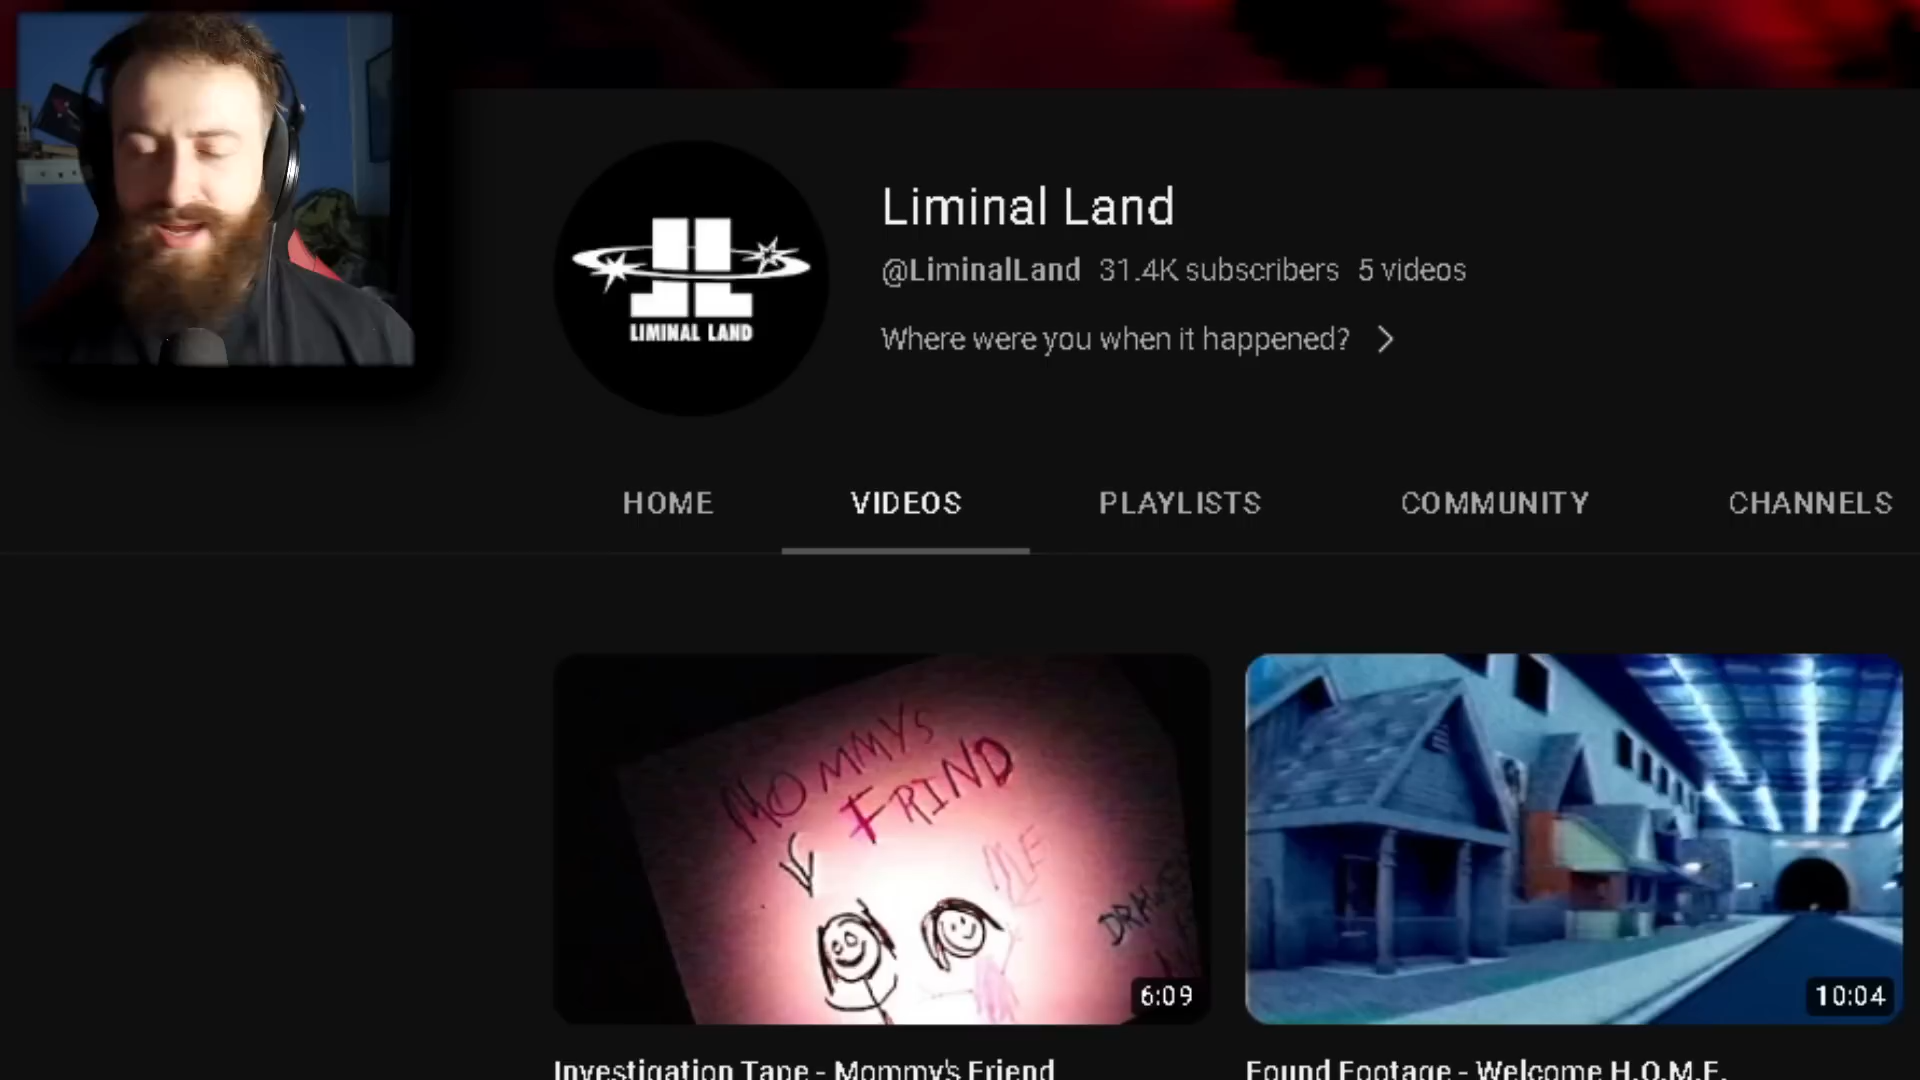 Liminal Land
@LiminalLand 31.4K subscribers 5 videos
Where were you when it happened?
LIMINAL LAND
HOME VIDEOS PLAYLISTS COMMUNITY CHANNELS
MOMMYS
FRIND
ME
6:09
10:04
Investigation Tape - Mommy's Friend
Found Footage - Welcome H.O.M.E.